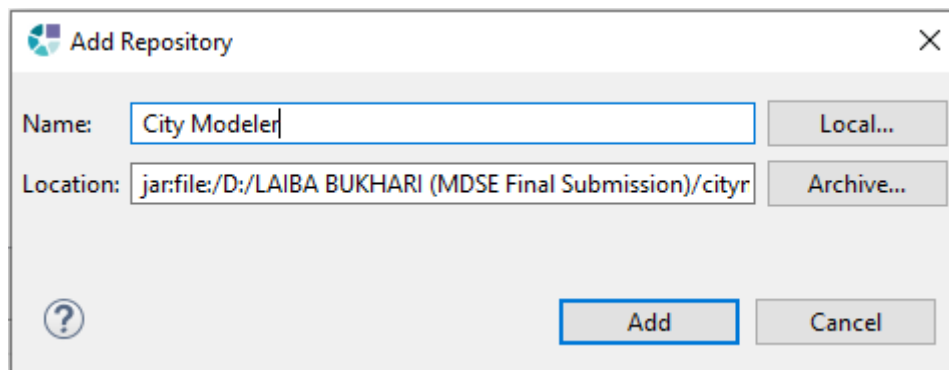 Add Repository
Name: City Modeler Local...
Location: jar:file:/D:/LAIBA BUKHARI (MDSE Final Submission)/cityr Archive...
? Add Cancel